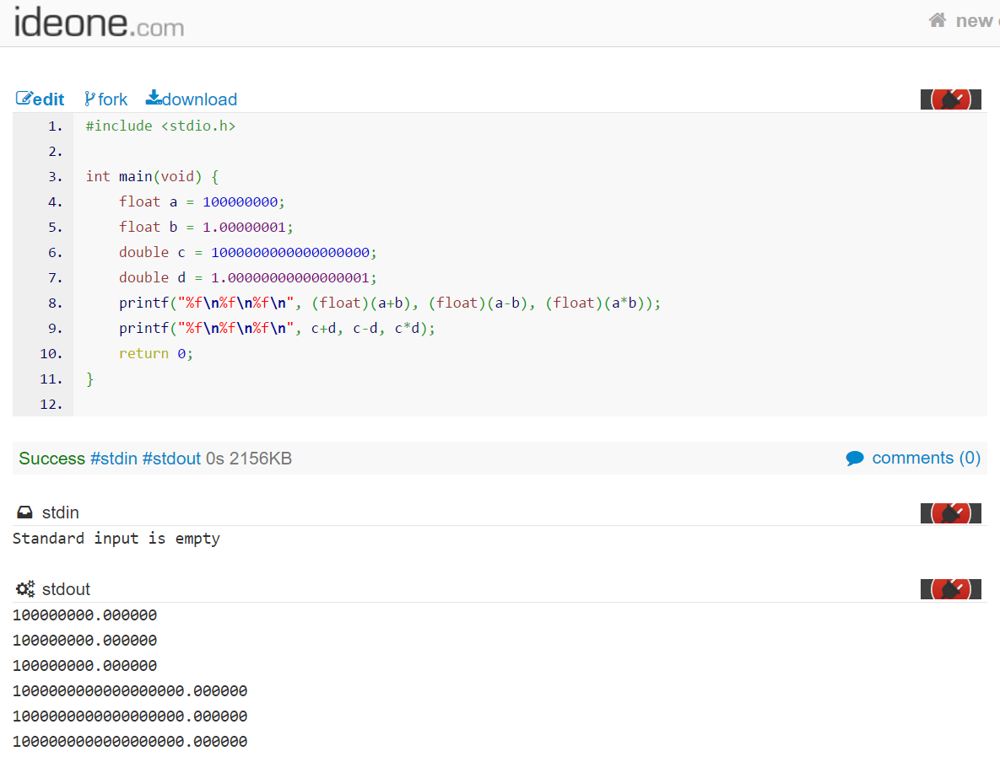 ideone.com
new
edit fork download
1. #include <stdio.h>
2.
3. int main(void) {
4. float a = 100000000;
5. float b = 1.00000001;
6. double c = 1000000000000000000;
7. double d = 1.00000000000000001;
8. printf("%f\n%f\n%f\n", (float)(a+b), (float)(a-b), (float)(a*b));
9. printf("%f\n%f\n%f\n", c+d, c-d, c*d);
10. return 0;
11. }
12.
Success #stdin #stdout 0s 2156KB
comments (0)
stdin
Standard input is empty
stdout
100000000.000000
100000000.000000
100000000.000000
1000000000000000000.000000
1000000000000000000.000000
1000000000000000000.000000